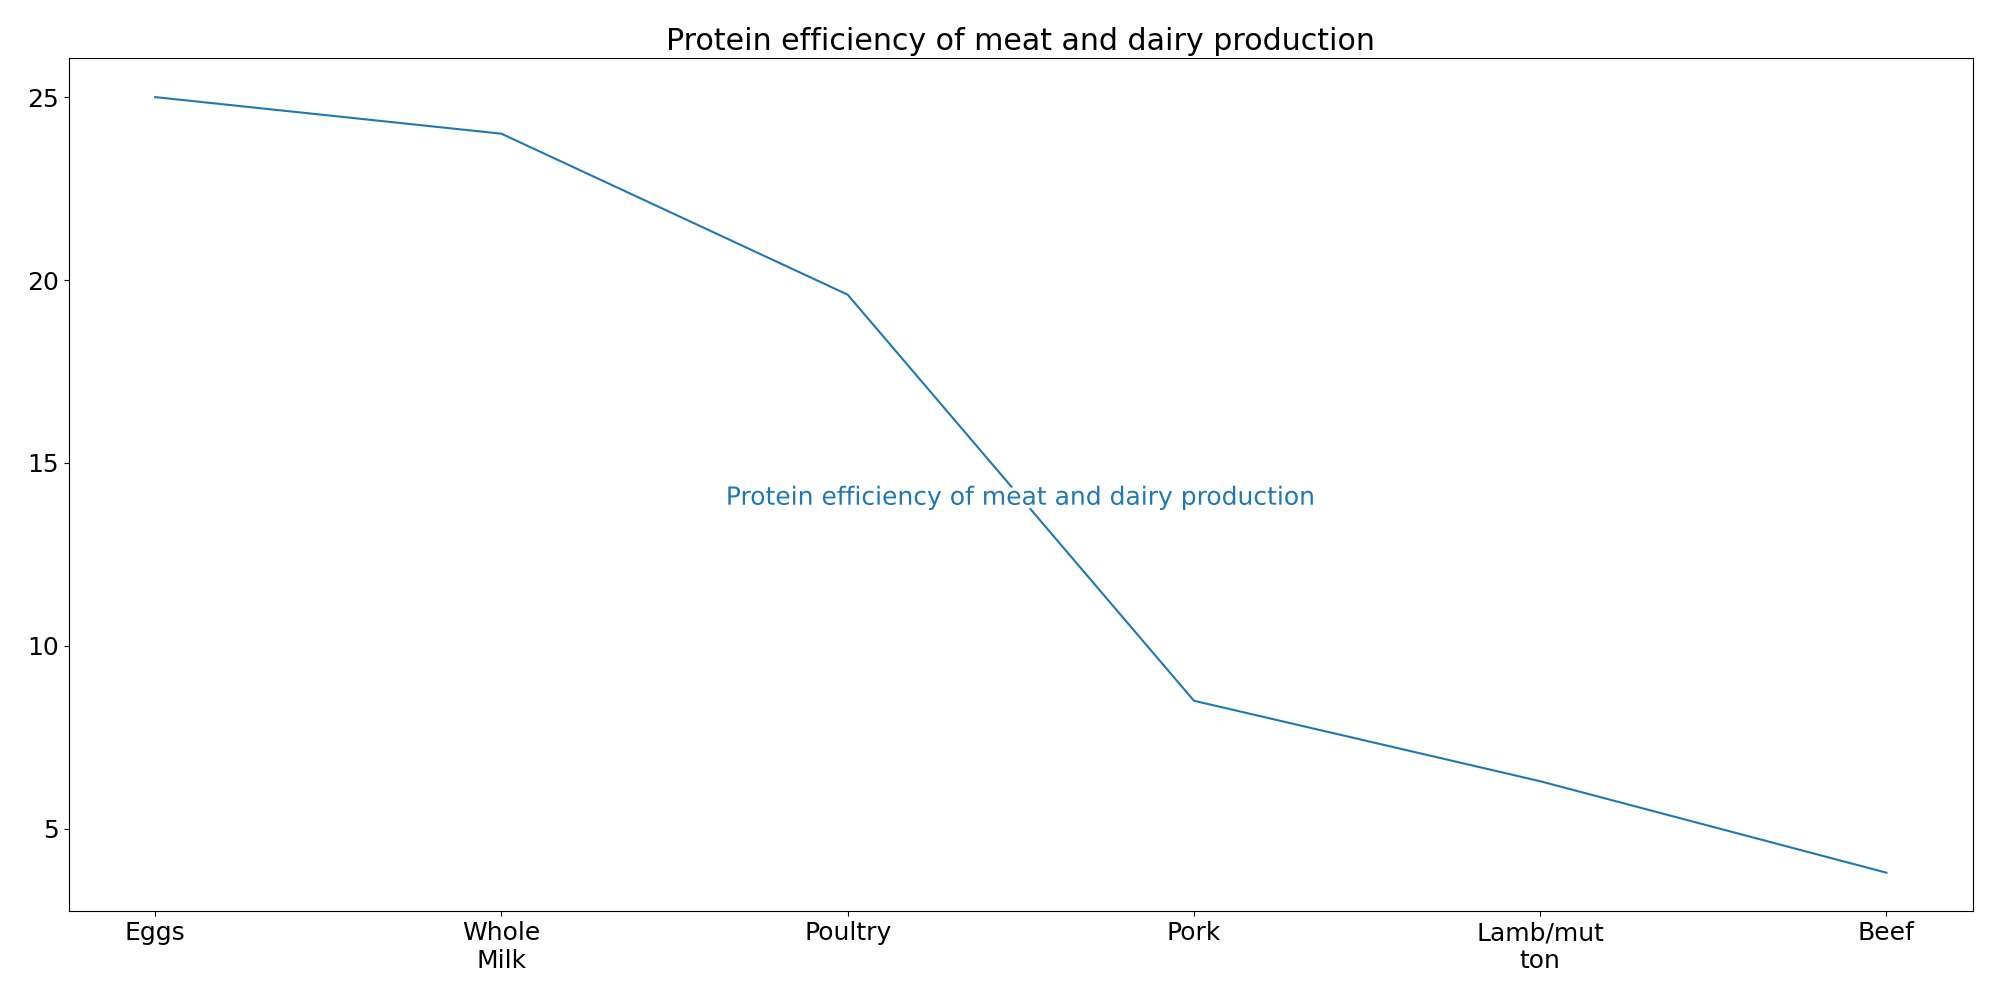 Protein efficiency of meat and dairy production
25
20
15
10
5
Protein efficiency of meat and dairy production
Eggs
Whole
Milk
Poultry
Pork
Lamb/mut
ton
Beef